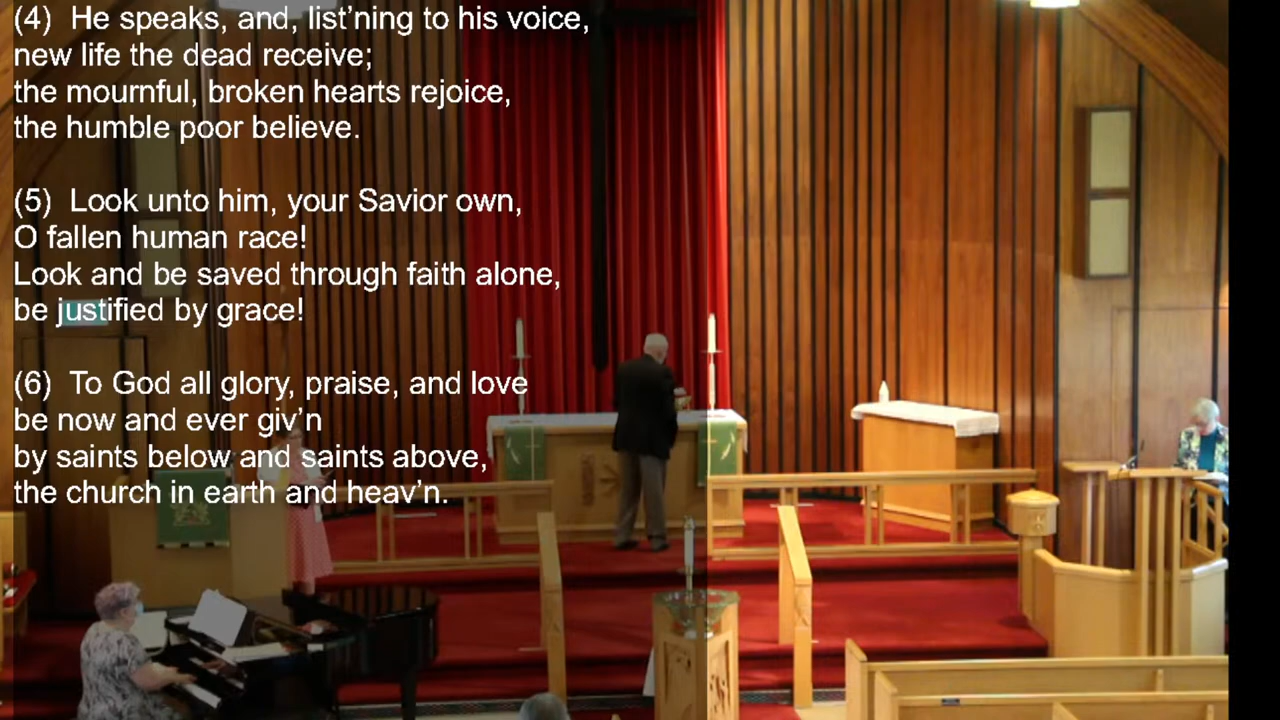 (4) He speaks, and, list'ning to his voice,
new life the dead receive;
the mournful, broken hearts rejoice,
the humble poor believe.
(5) Look unto him, your Savior own,
O fallen human race!
Look and be saved through faith alone,
be justified by grace!
(6) To God all glory, praise, and love
be now and ever giv'n
by saints below and saints above,
the church in earth and heav'n.